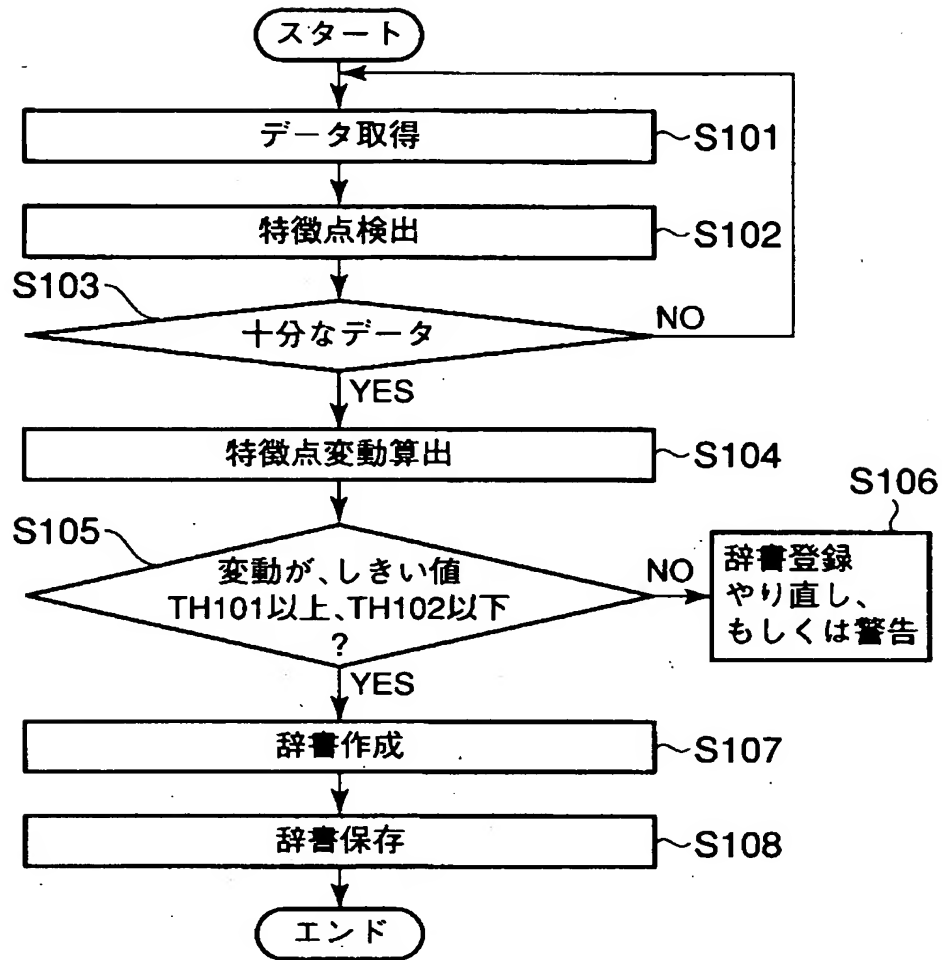 スタート
データ取得
S101
特徴点検出
S102
S103
十分なデータ
NO
YES
特徴点変動算出
S104
S105
変動が、しきい値
TH101以上、TH102以下
?
NO
S106
辞書登録
やり直し、
もしくは警告
YES
辞書作成
S107
辞書保存
S108
エンド